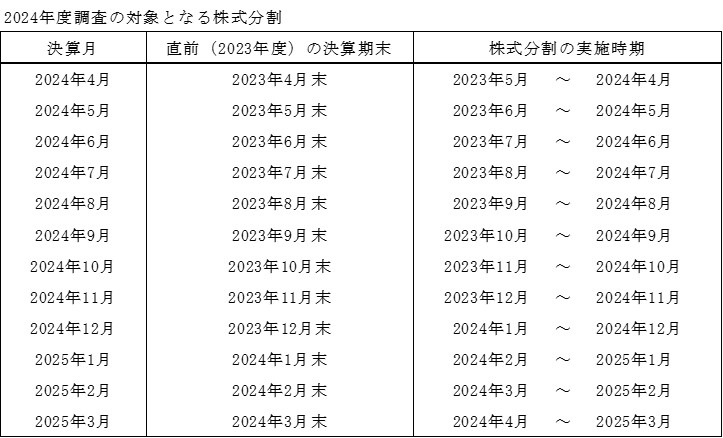 2024年度調査の対象となる株式分割
決算月 直前（2023年度）の決算期末 株式分割の実施時期
2024年4月 2023年4月末 2023年5月 ～ 2024年4月
2024年5月 2023年5月末 2023年6月 ～ 2024年5月
2024年6月 2023年6月末 2023年7月 ～ 2024年6月
2024年7月 2023年7月末 2023年8月 ～ 2024年7月
2024年8月 2023年8月末 2023年9月 ～ 2024年8月
2024年9月 2023年9月末 2023年10月 ～ 2024年9月
2024年10月 2023年10月末 2023年11月 ～ 2024年10月
2024年11月 2023年11月末 2023年12月 ～ 2024年11月
2024年12月 2023年12月末 2024年1月 ～ 2024年12月
2025年1月 2024年1月末 2024年2月 ～ 2025年1月
2025年2月 2024年2月末 2024年3月 ～ 2025年2月
2025年3月 2024年3月末 2024年4月 ～ 2025年3月